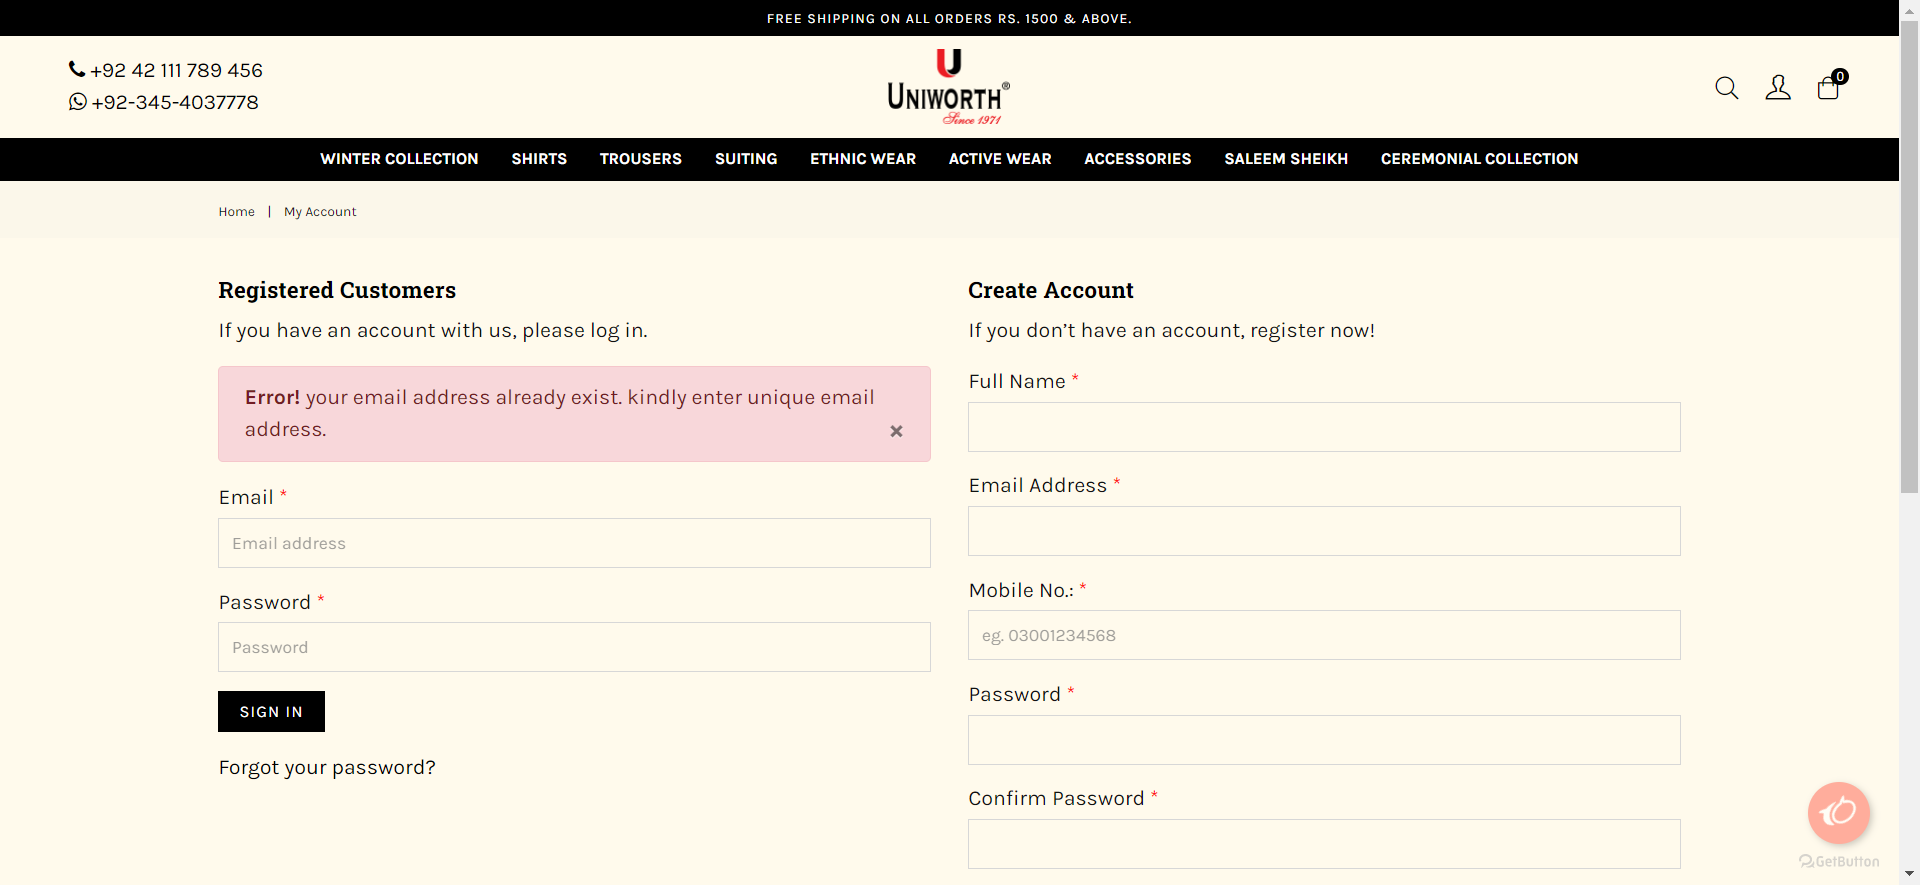 FREE SHIPPING ON ALL ORDERS RS. 1500 & ABOVE.
+92 42 111 789 456
+92-345-4037778
U
UNIWORTH®
Since 1971
0
WINTER COLLECTION SHIRTS TROUSERS SUITING ETHNIC WEAR ACTIVE WEAR ACCESSORIES SALEEM SHEIKH CEREMONIAL COLLECTION
Home | My Account
Registered Customers
If you have an account with us, please log in.
Error! your email address already exist. kindly enter unique email
address.
×
Email *
Email address
Password *
Password
SIGN IN
Forgot your password?
Create Account
If you don’t have an account, register now!
Full Name *
Email Address *
Mobile No.: *
eg. 03001234568
Password *
Confirm Password *
GetButton